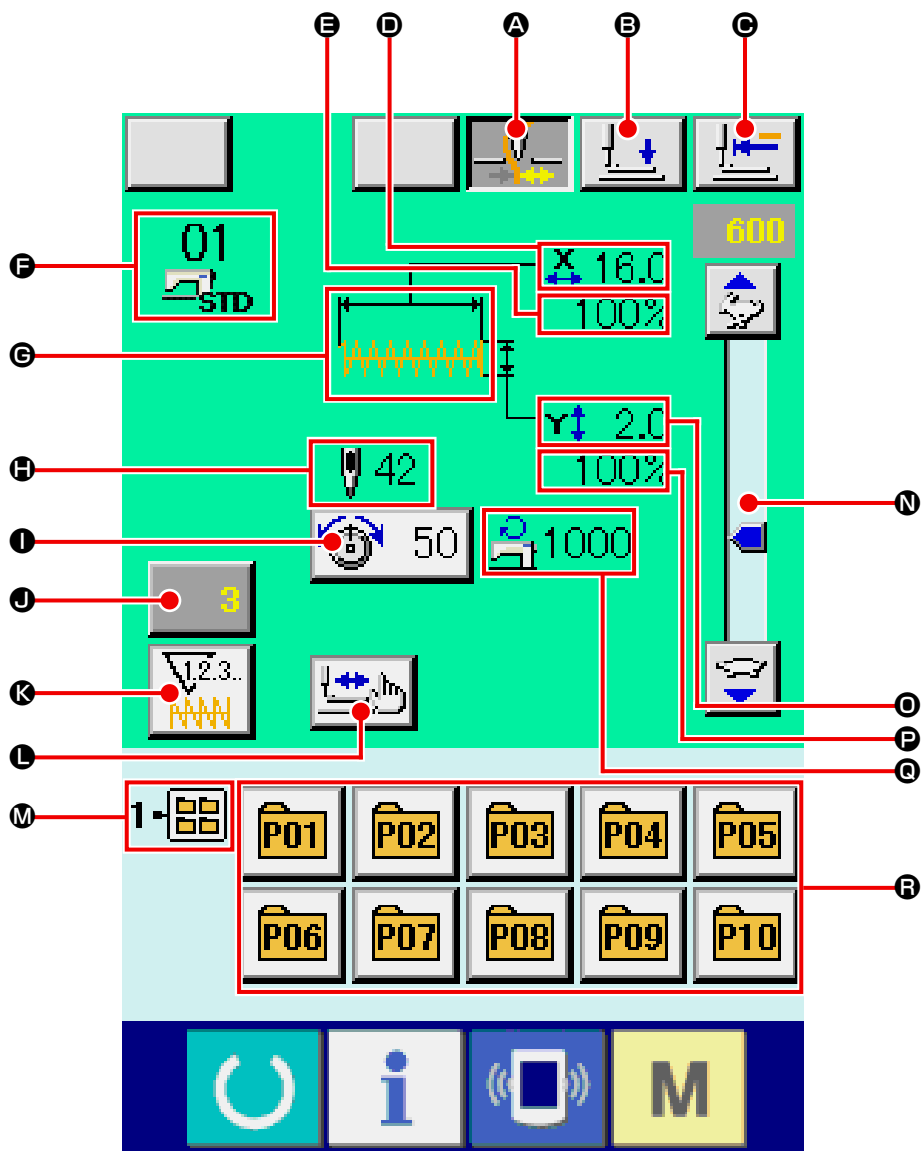 E D A B C
600
01
STD
F
X 16.0
100%
G
Y 2.0
100%
H
42
N
I
50
1000
J
3
K
1.2.3..
O
L
P
Q
M
1
P01 P02 P03 P04 P05
R
P06 P07 P08 P09 P10
i M